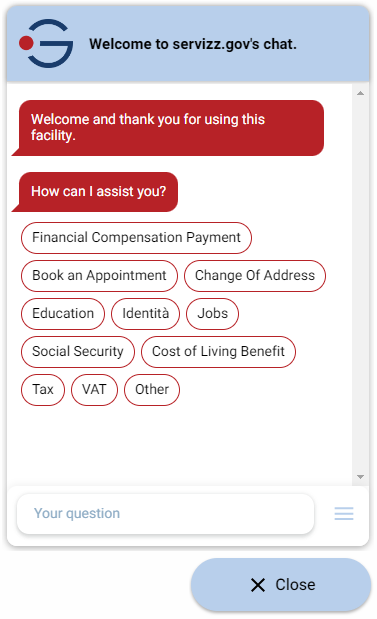 Welcome to servizz.gov's chat.
Welcome and thank you for using this
facility.
How can I assist you?
Financial Compensation Payment
Book an Appointment Change Of Address
Education Identità Jobs
Social Security Cost of Living Benefit
Tax VAT Other
Your question
Close